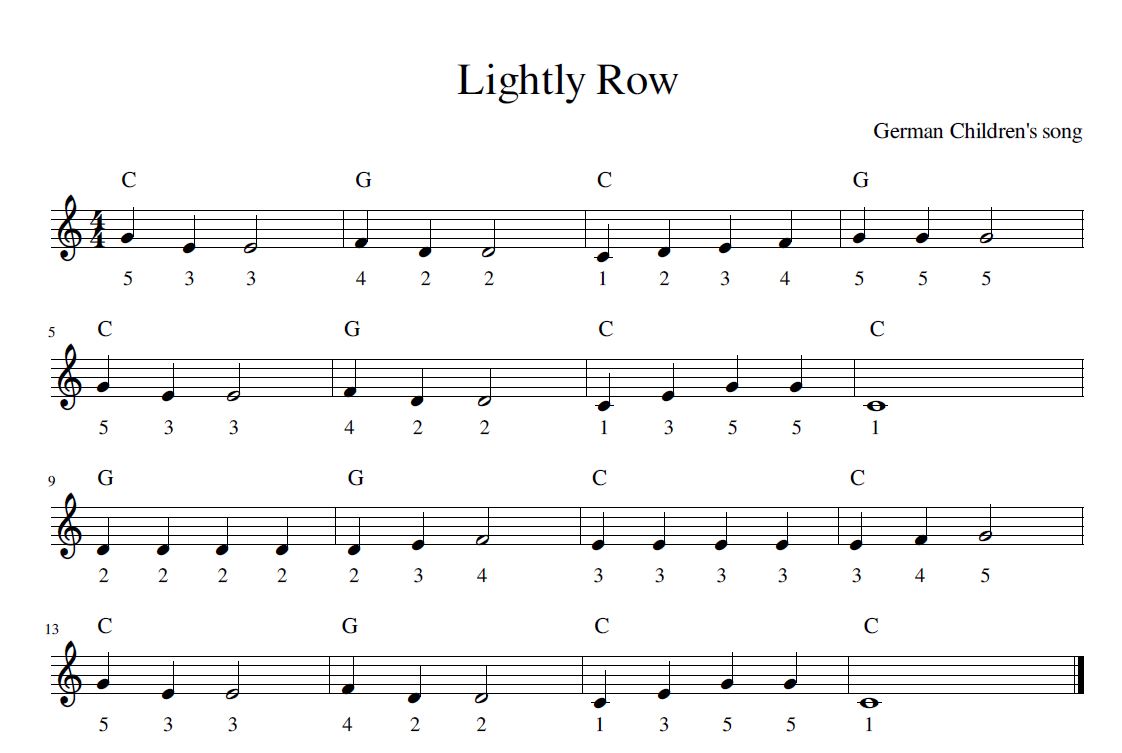 Lightly Row
German Children's song
C G C G
4
4
5 3 3 4 2 2 1 2 3 4 5 5 5
5 C G C C
5 3 3 4 2 2 1 3 5 5 1
9 G G C C
2 2 2 2 2 3 4 3 3 3 3 3 4 5
13 C G C C
5 3 3 4 2 2 1 3 5 5 1